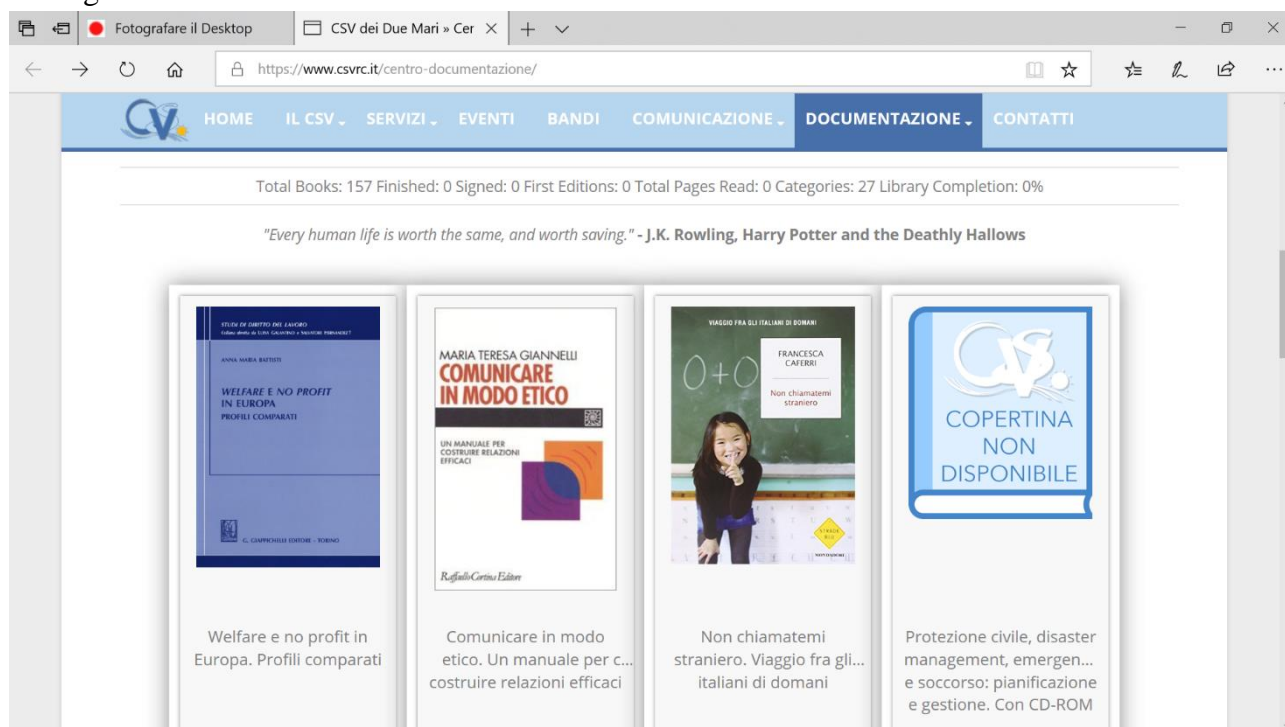 Fotografare il Desktop
CSV dei Due Mari » Cer
https://www.csvrc.it/centro-documentazione/
HOME IL CSV SERVIZI EVENTI BANDI COMUNICAZIONE DOCUMENTAZIONE CONTATTI
Total Books: 157 Finished: 0 Signed: 0 First Editions: 0 Total Pages Read: 0 Categories: 27 Library Completion: 0%
"Every human life is worth the same, and worth saving." - J.K. Rowling, Harry Potter and the Deathly Hallows
STUDI DI DIRITTO DEL LAVORO
ANNA MARIA BATTISTI
WELFARE E NO PROFIT
IN EUROPA
PROFILI COMPARATI
G. GIAPPICHELLI EDITORE - TORINO
MARIA TERESA GIANNELLI
COMUNICARE
IN MODO ETICO
UN MANUALE PER
COSTRUIRE RELAZIONI
EFFICACI
Raffaello Cortina Editore
VIAGGIO FRA GLI ITALIANI DI DOMANI
0+0
FRANCESCA
CAFERRI
Non chiamatemi
straniero
STRADE
BLU
MONDADORI
CSV
COPERTINA
NON
DISPONIBILE
Welfare e no profit in
Europa. Profili comparati
Comunicare in modo
etico. Un manuale per c...
costruire relazioni efficaci
Non chiamatemi
straniero. Viaggio fra gli...
italiani di domani
Protezione civile, disaster
management, emergen...
e soccorso: pianificazione
e gestione. Con CD-ROM